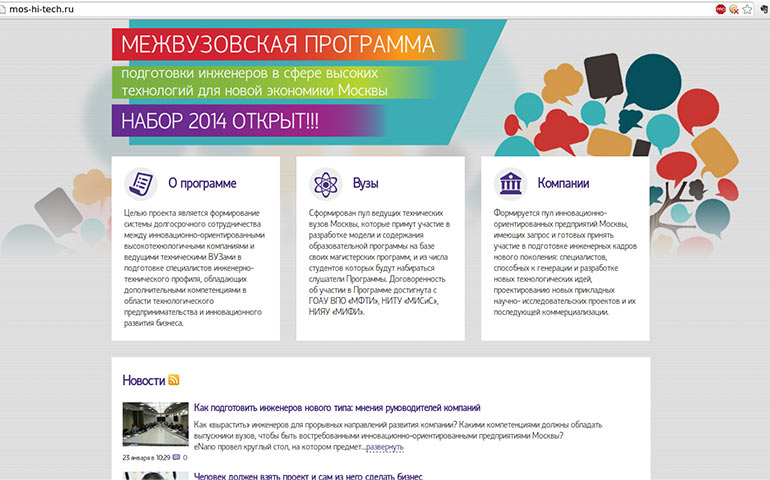 mos-hi-tech.ru
МЕЖВУЗОВСКАЯ ПРОГРАММА
подготовки инженеров в сфере высоких
технологий для новой экономики Москвы
НАБОР 2014 ОТКРЫТ!!!
О программе
Целью проекта является формирование
системы долгосрочного сотрудничества
между инновационно-ориентированными
высокотехнологичными компаниями и
ведущими техническими ВУЗами в
подготовке специалистов инженерно-
технического профиля, обладающих
дополнительными компетенциями в
области технологического
предпринимательства и инновационного
развития бизнеса.
Вузы
Сформирован пул ведущих технических
вузов Москвы, которые примут участие в
разработке модели и содержания
образовательной программы на базе
своих магистерских программ, и из числа
студентов которых будут набираться
слушатели Программы. Договоренность
об участии в Программе достигнута с
ГОАУ ВПО «МФТИ», НИТУ «МИСиС»,
НИЯУ «МИФИ».
Компании
Формируется пул инновационно-
ориентированных предприятий Москвы,
имеющих запрос и готовых принять
участие в подготовке инженерных кадров
нового поколения: специалистов,
способных к генерации и разработке
новых технологических идей,
проектированию новых прикладных
научно- исследовательских проектов и их
последующей коммерциализации.
Новости
Как подготовить инженеров нового типа: мнения руководителей компаний
Как «вырастить» инженеров для прорывных направлений развития компании? Какими компетенциями должны обладать
выпускники вуза, чтобы быть востребованными инновационно-ориентированными предприятиями Москвы?
eNano провел круглый стол, на котором предмет...развернуть
23 января в 10:29 0
Человек должен взять проект и сам из него сделать бизнес